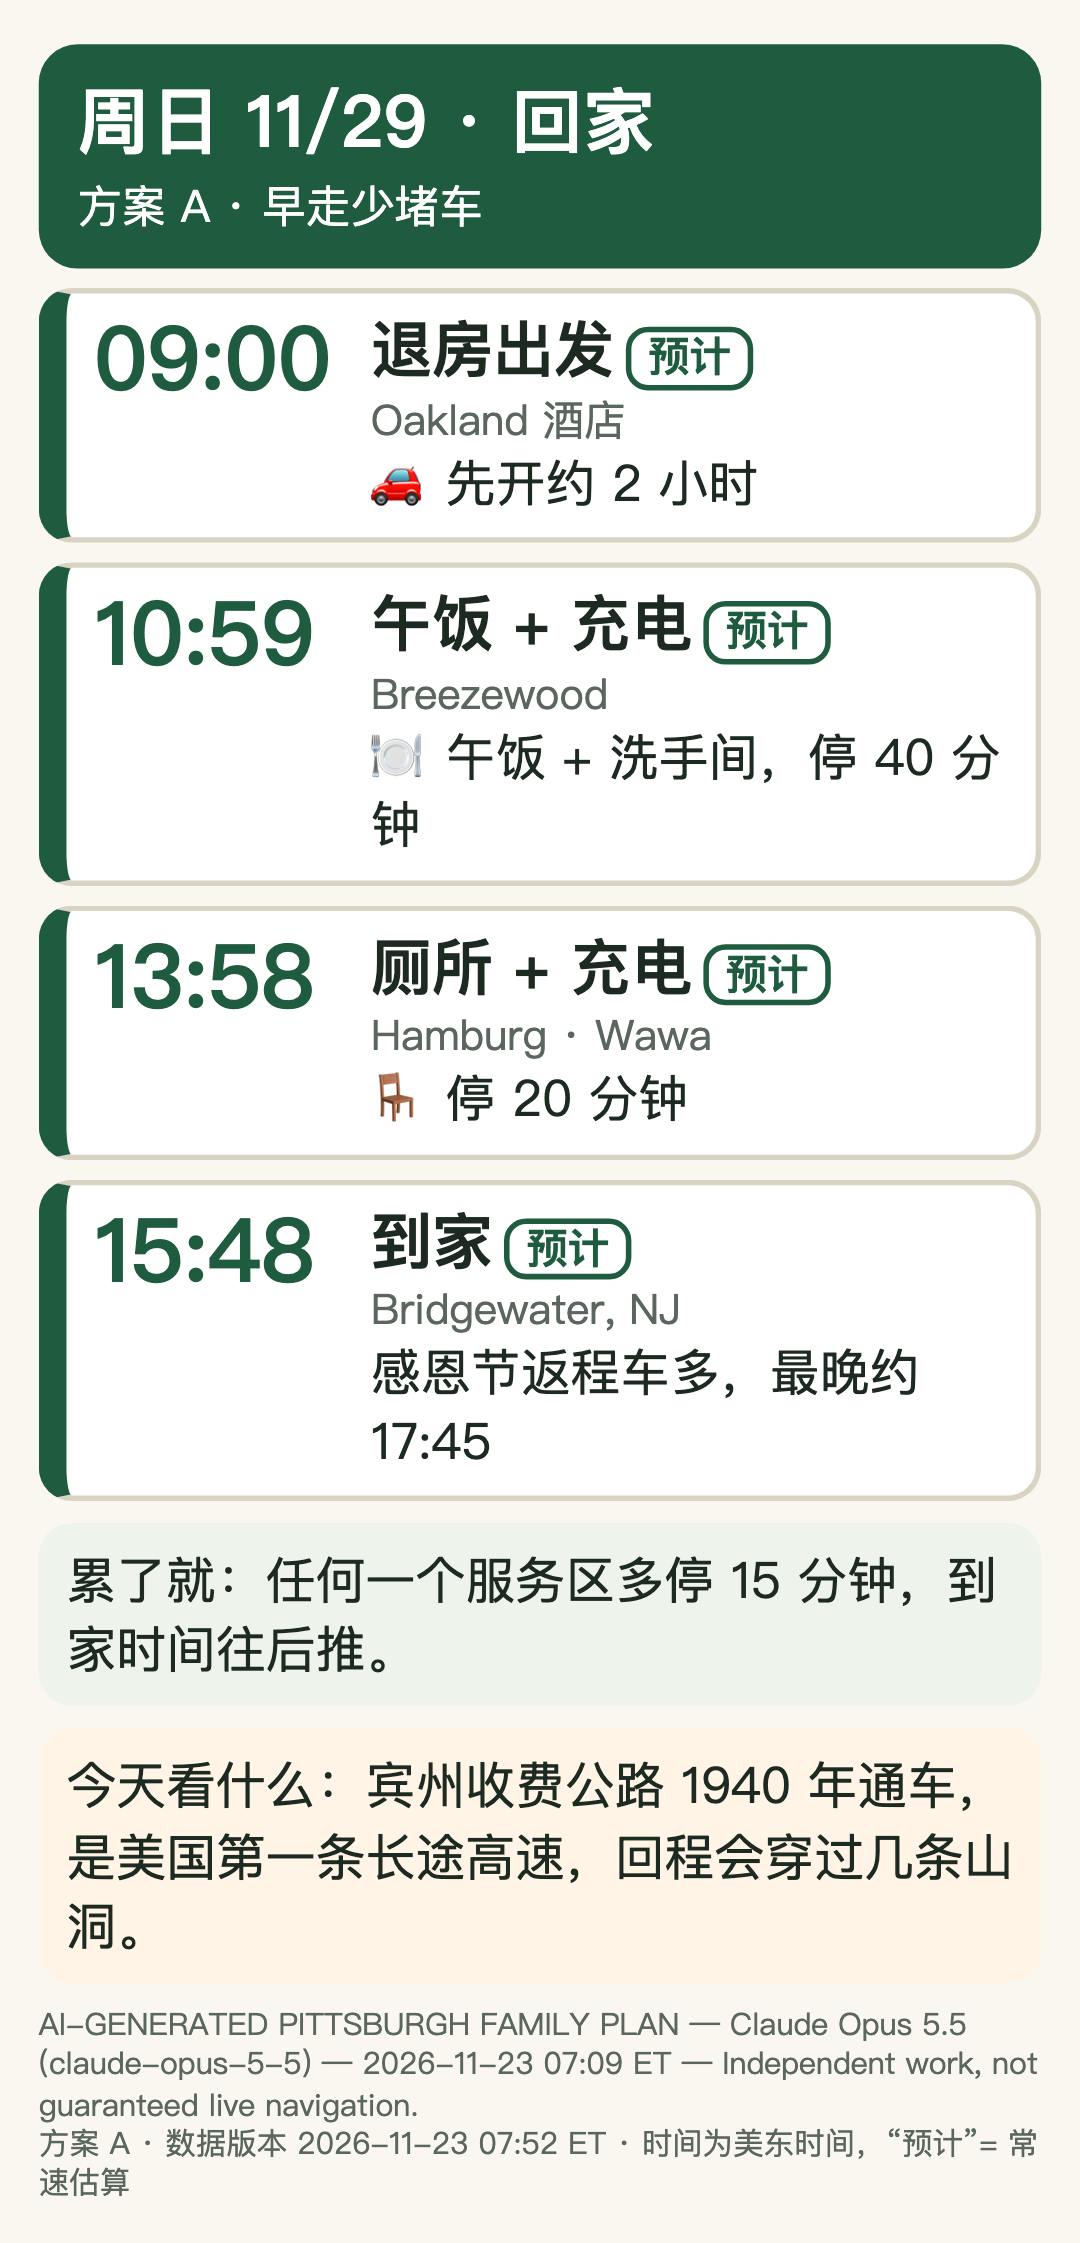 周日 11/29 · 回家
方案 A · 早走少堵车
09:00
退房出发 预计
Oakland 酒店
先开约 2 小时
10:59
午饭 + 充电 预计
Breezewood
午饭 + 洗手间，停 40 分
钟
13:58
厕所 + 充电 预计
Hamburg · Wawa
停 20 分钟
15:48
到家 预计
Bridgewater, NJ
感恩节返程车多，最晚约
17:45
累了就：任何一个服务区多停 15 分钟，到
家时间往后推。
今天看什么：宾州收费公路 1940 年通车，
是美国第一条长途高速，回程会穿过几条山
洞。
AI-GENERATED PITTSBURGH FAMILY PLAN — Claude Opus 5.5
(claude-opus-5-5) — 2026-11-23 07:09 ET — Independent work, not
guaranteed live navigation.
方案 A · 数据版本 2026-11-23 07:52 ET · 时间为美东时间，“预计”= 常
速估算